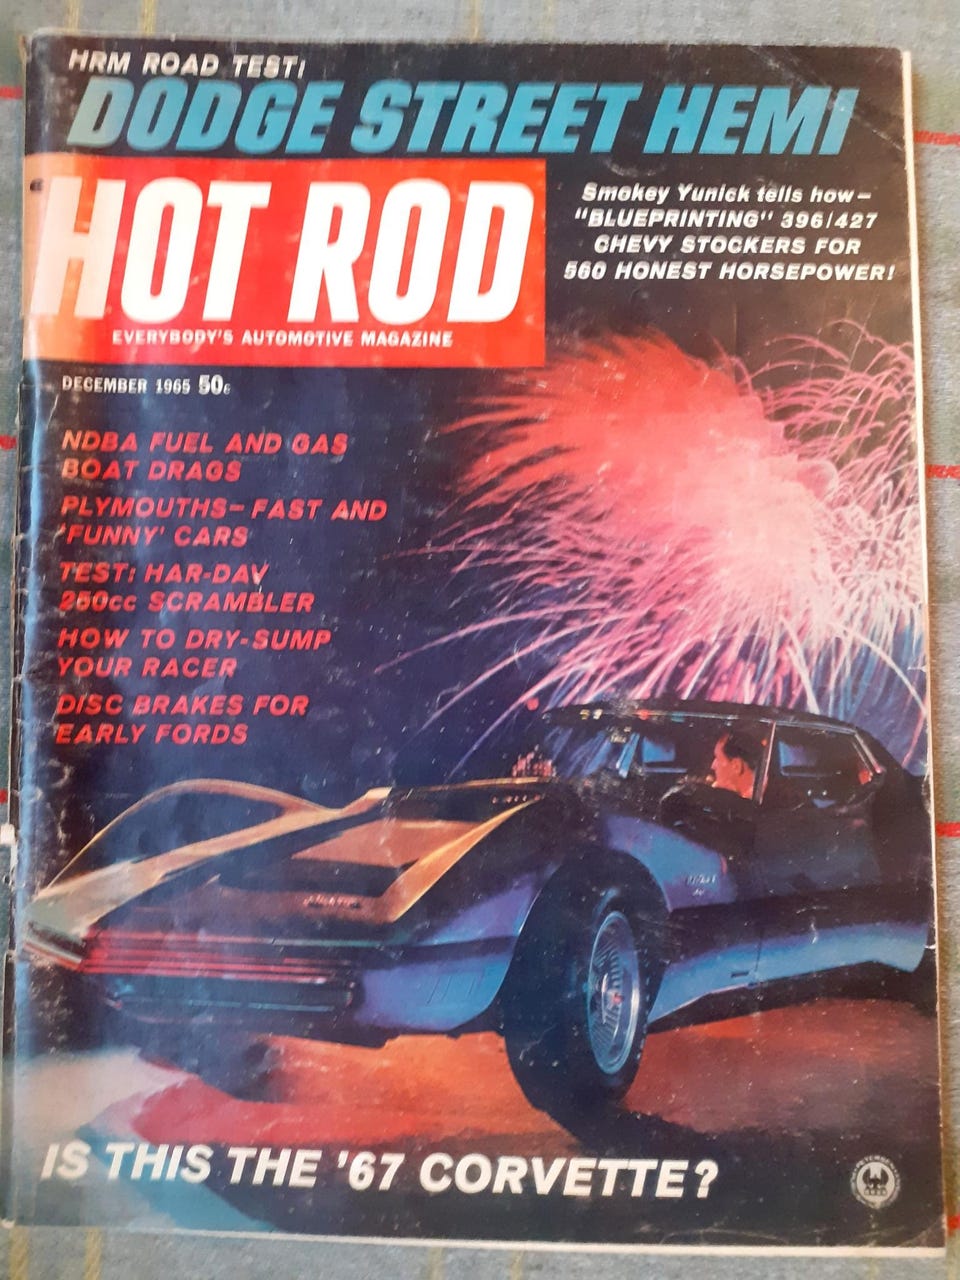 HRM ROAD TEST:
DODGE STREET HEMI
HOT ROD
EVERYBODY'S AUTOMOTIVE MAGAZINE
Smokey Yunick tells how—
"BLUEPRINTING" 396/427
CHEVY STOCKERS FOR
560 HONEST HORSEPOWER!
DECEMBER 1965 50¢
NDBA FUEL AND GAS
BOAT DRAGS
PLYMOUTHS—FAST AND
'FUNNY' CARS
TEST: HAR-DAV
250cc SCRAMBLER
HOW TO DRY-SUMP
YOUR RACER
DISC BRAKES FOR
EARLY FORDS
IS THIS THE '67 CORVETTE?